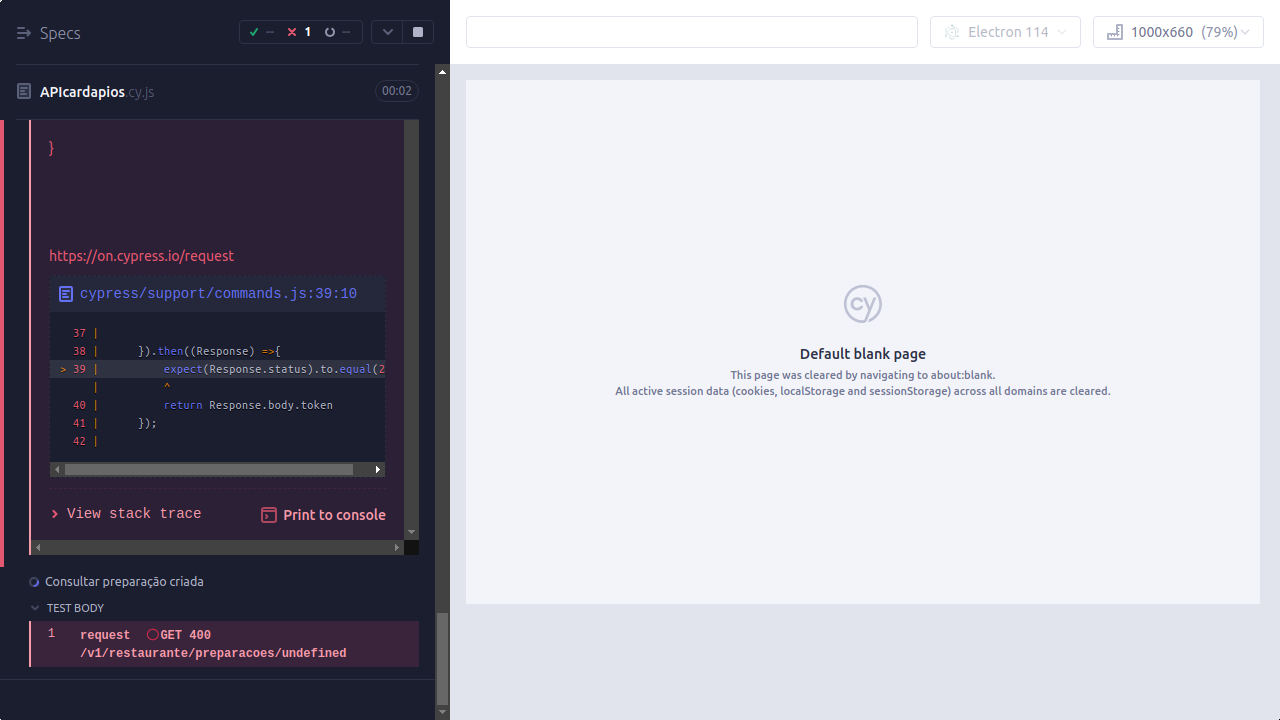 Specs
-- 1 --
Electron 114
1000x660 (79%)
APIcardapios.cy.js
00:02
}
https://on.cypress.io/request
cypress/support/commands.js:39:10
37 |
38 |      }).then((Response) =>{
> 39 |          expect(Response.status).to.equal(2
|          ^
40 |          return Response.body.token
41 |      });
42 |
View stack trace
Print to console
Consultar preparação criada
TEST BODY
1 request GET 400
/v1/restaurante/preparacoes/undefined
cy
Default blank page
This page was cleared by navigating to about:blank.
All active session data (cookies, localStorage and sessionStorage) across all domains are cleared.